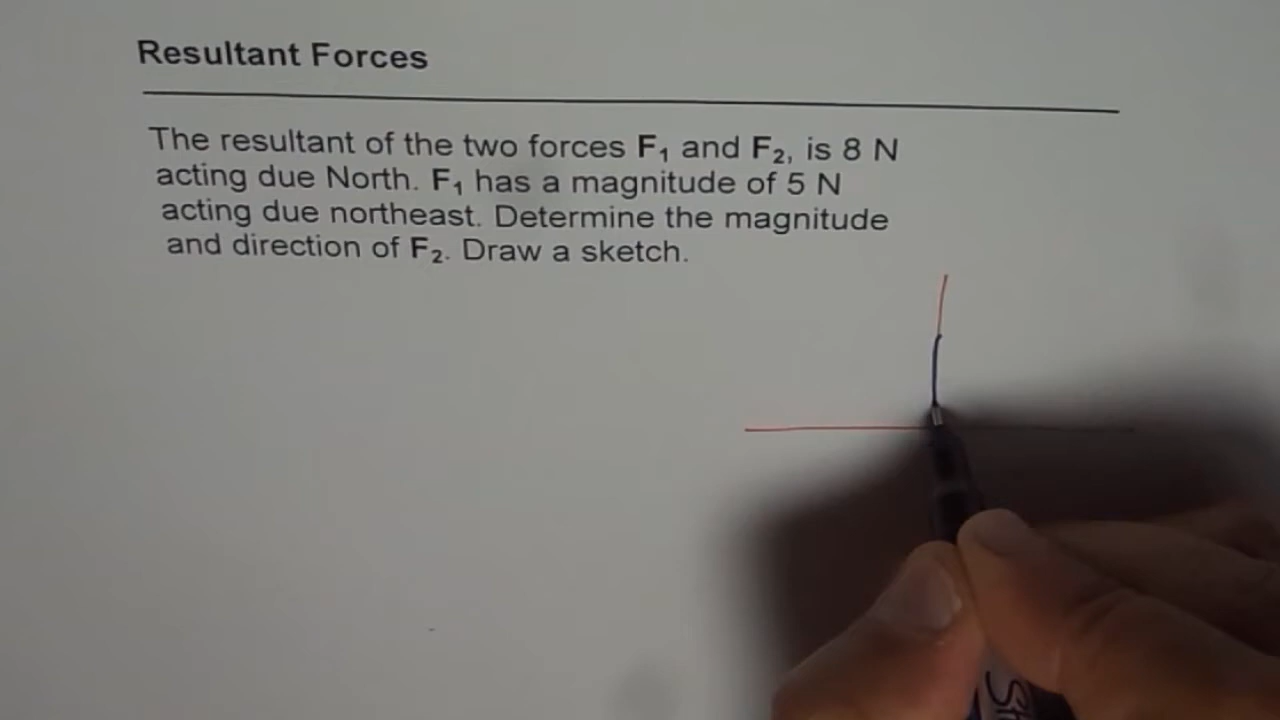 Resultant Forces
The resultant of the two forces F₁ and F₂, is 8 N
acting due North. F₁ has a magnitude of 5 N
acting due northeast. Determine the magnitude
and direction of F₂. Draw a sketch.